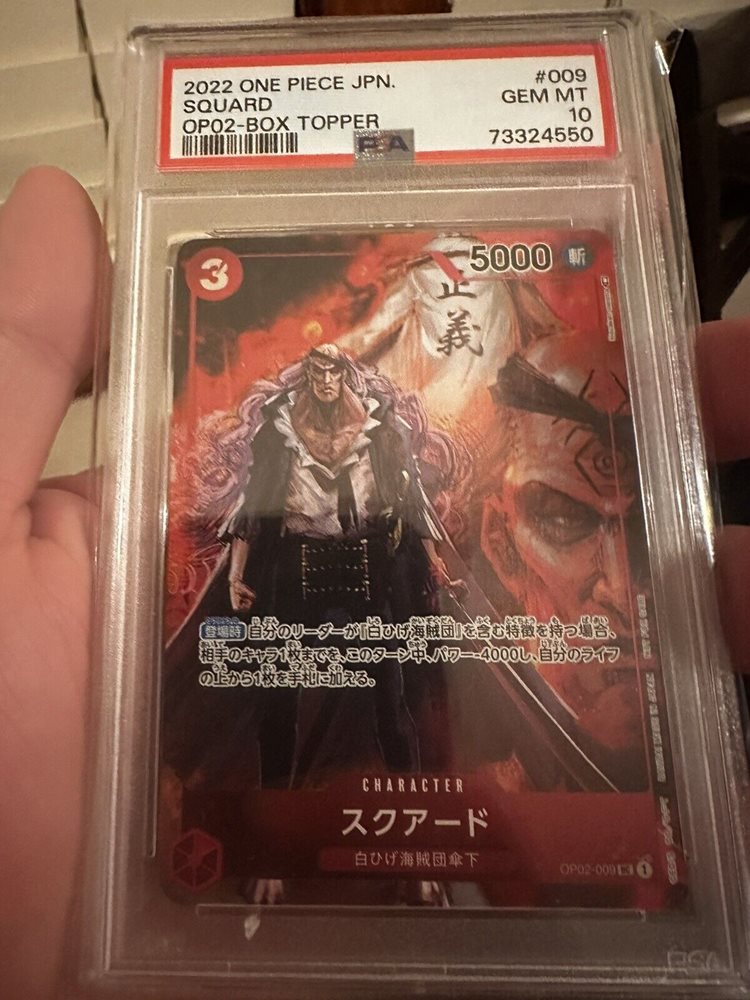 2022 ONE PIECE JPN. #009
SQUARD GEM MT
OP02-BOX TOPPER 10
PSA 73324550
3
5000 斬
正義
登場時 自分のリーダーが『白ひげ海賊団』を含む特徴を持つ場合、
相手のキャラ1枚までを、このターン中、パワー-4000し、自分のライフ
の上から1枚を手札に加える。
CHARACTER
スクアード
白ひげ海賊団傘下
OP02-009 UC 1
PSA